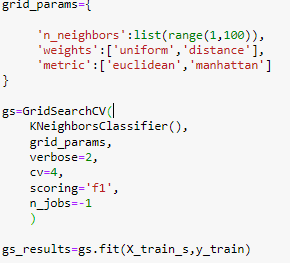 grid_params={
'n_neighbors':list(range(1,100)),
'weights':['uniform','distance'],
'metric':['euclidean','manhattan']
}
gs=GridSearchCV(
KNeighborsClassifier(),
grid_params,
verbose=2,
cv=4,
scoring='f1',
n_jobs=-1
)
gs_results=gs.fit(X_train_s,y_train)